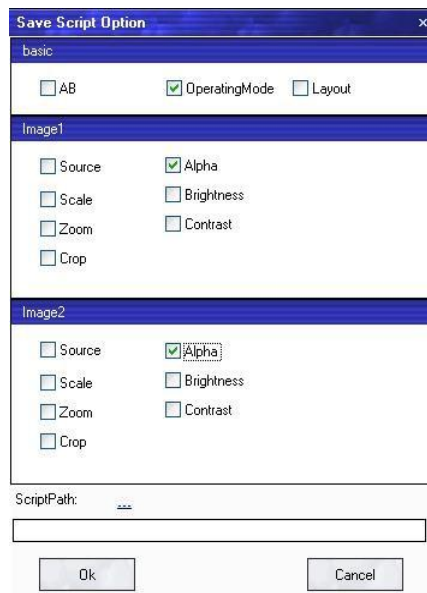 Save Script Option
basic
AB OperatingMode Layout
Image1
Source Alpha
Scale Brightness
Zoom Contrast
Crop
Image2
Source Alpha
Scale Brightness
Zoom Contrast
Crop
ScriptPath: ...
Ok Cancel